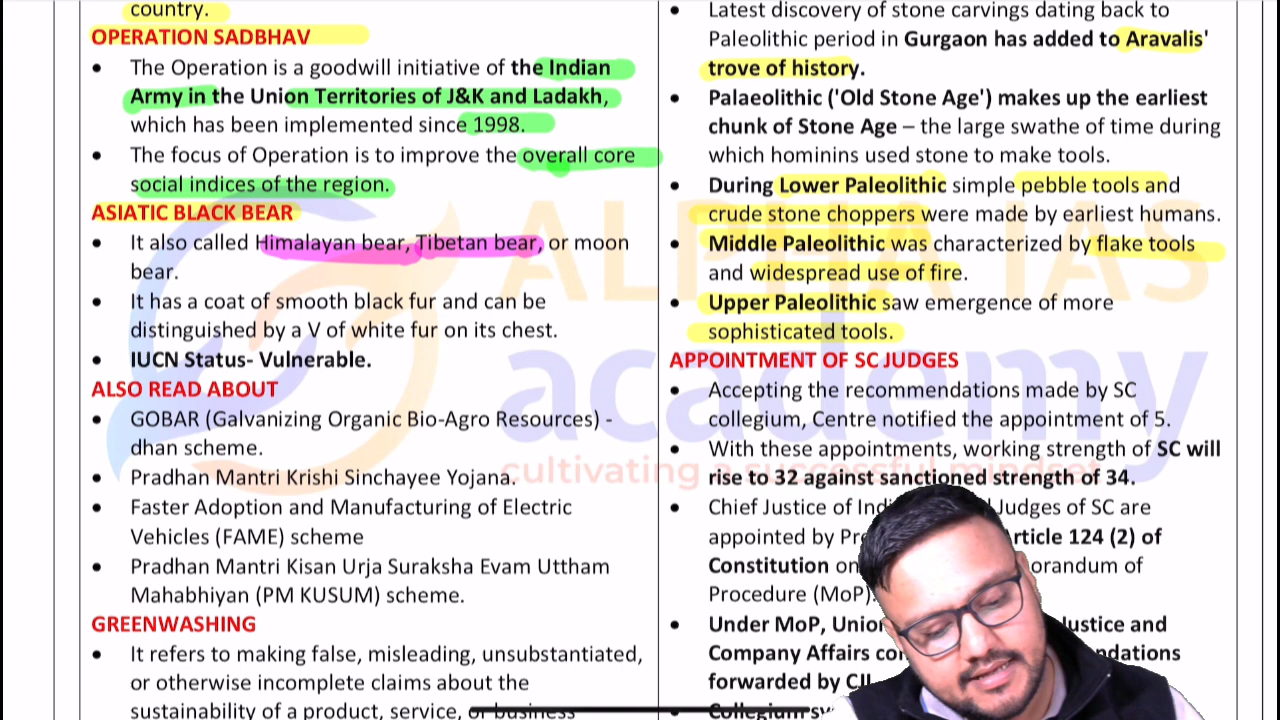 country.
OPERATION SADBHAV
• The Operation is a goodwill initiative of the Indian
Army in the Union Territories of J&K and Ladakh,
which has been implemented since 1998.
• The focus of Operation is to improve the overall core
social indices of the region.
ASIATIC BLACK BEAR
• It also called Himalayan bear, Tibetan bear, or moon
bear.
• It has a coat of smooth black fur and can be
distinguished by a V of white fur on its chest.
• IUCN Status- Vulnerable.
ALSO READ ABOUT
• GOBAR (Galvanizing Organic Bio-Agro Resources) -
dhan scheme.
• Pradhan Mantri Krishi Sinchayee Yojana.
• Faster Adoption and Manufacturing of Electric
Vehicles (FAME) scheme
• Pradhan Mantri Kisan Urja Suraksha Evam Uttham
Mahabhiyan (PM KUSUM) scheme.
GREENWASHING
• It refers to making false, misleading, unsubstantiated,
or otherwise incomplete claims about the
sustainability of a product, service, or business
• Latest discovery of stone carvings dating back to
Paleolithic period in Gurgaon has added to Aravalis'
trove of history.
• Palaeolithic ('Old Stone Age') makes up the earliest
chunk of Stone Age – the large swathe of time during
which hominins used stone to make tools.
• During Lower Paleolithic simple pebble tools and
crude stone choppers were made by earliest humans.
• Middle Paleolithic was characterized by flake tools
and widespread use of fire.
• Upper Paleolithic saw emergence of more
sophisticated tools.
APPOINTMENT OF SC JUDGES
• Accepting the recommendations made by SC
collegium, Centre notified the appointment of 5.
• With these appointments, working strength of SC will
rise to 32 against sanctioned strength of 34.
• Chief Justice of Judges of SC are
appointed by 124 (2) of
Constitution
Procedure (MoP)
• Under MoP, Justice and
Company Affairs
forwarded by CJI
• Collegium
ALPHA IAS
academy
cultivating a successful mindset